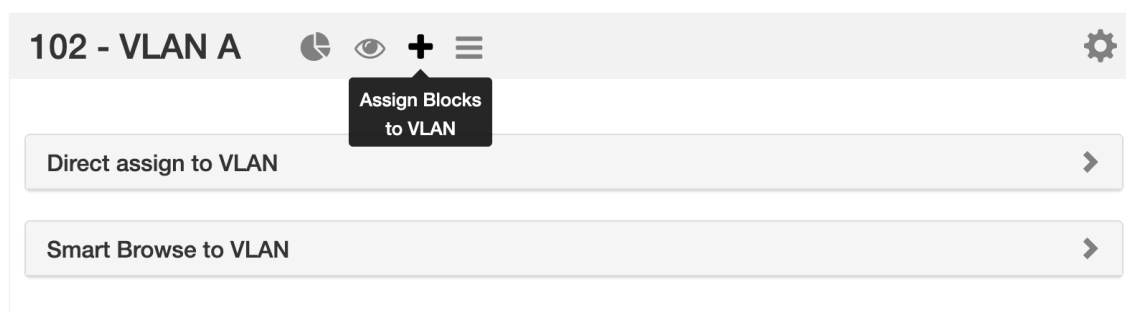 102 - VLAN A
Assign Blocks
to VLAN
Direct assign to VLAN
Smart Browse to VLAN